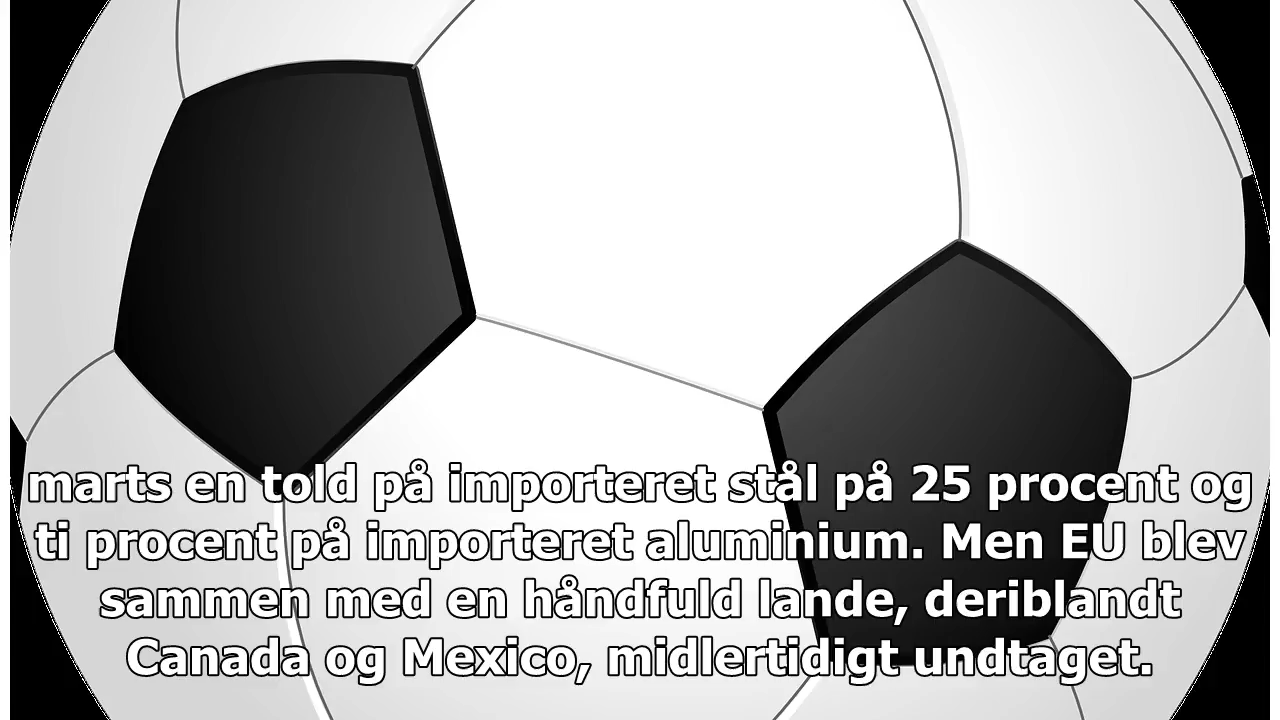 marts en told på importeret stål på 25 procent og
ti procent på importeret aluminium. Men EU blev
sammen med en håndfuld lande, deriblandt
Canada og Mexico, midlertidigt undtaget.